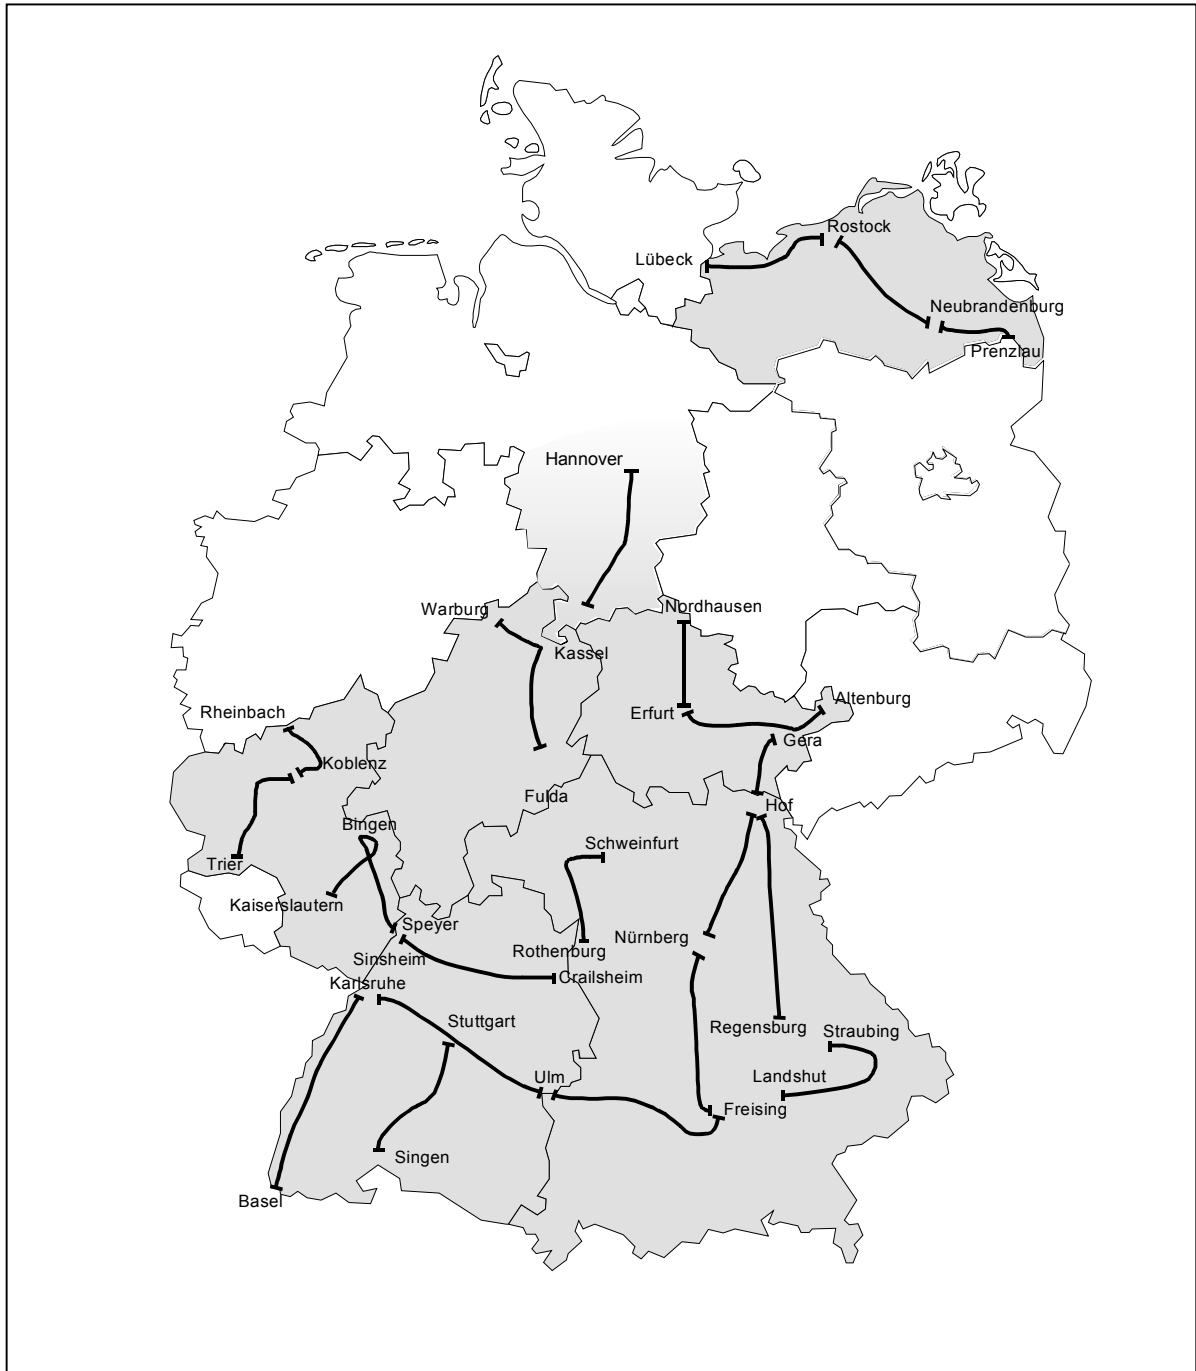 Rostock
Lübeck
Neubrandenburg
Prenzlau
Hannover
Warburg
Nordhausen
Kassel
Altenburg
Rheinbach
Erfurt
Gera
Koblenz
Fulda
Hof
Bingen
Schweinfurt
Trier
Kaiserslautern
Speyer
Nürnberg
Rothenburg
Sinsheim
Crailsheim
Karlsruhe
Stuttgart
Regensburg
Straubing
Ulm
Landshut
Freising
Singen
Basel